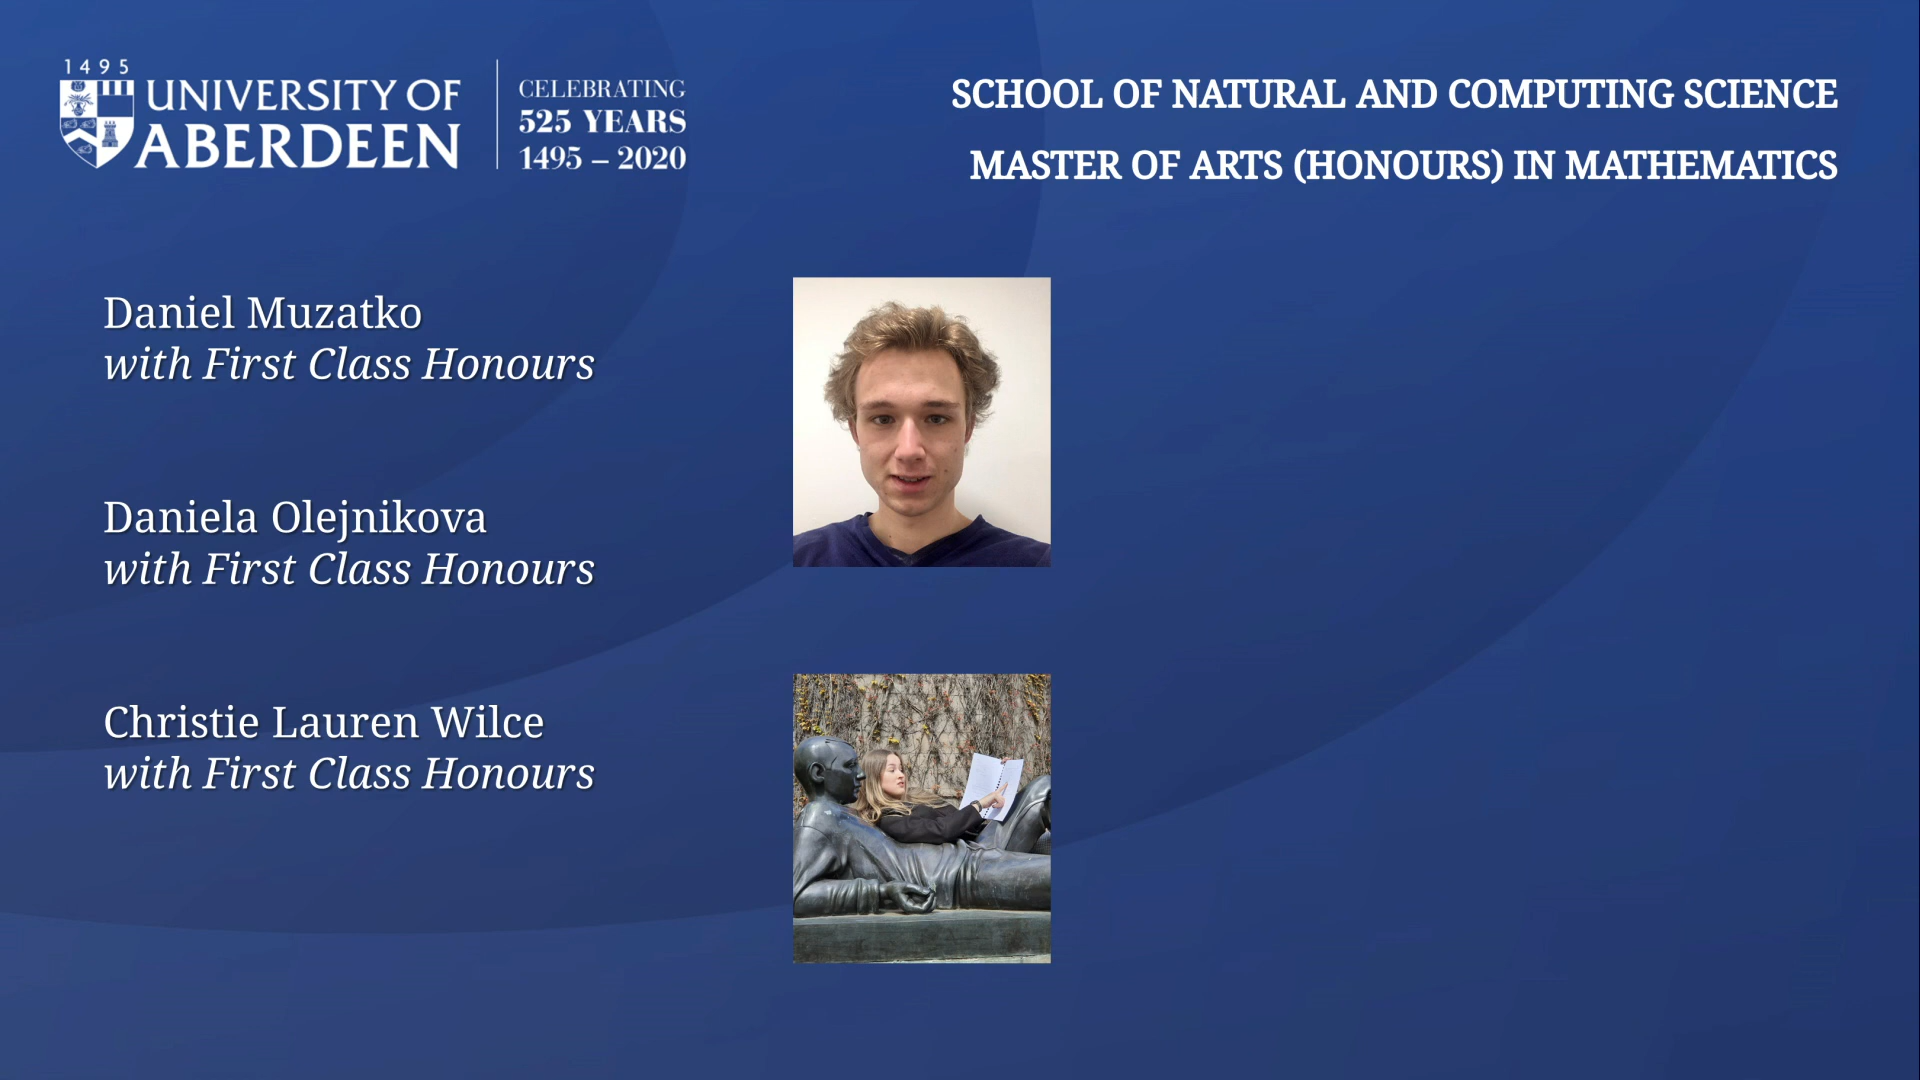 1495
UNIVERSITY OF
ABERDEEN
CELEBRATING
525 YEARS
1495 – 2020
SCHOOL OF NATURAL AND COMPUTING SCIENCE
MASTER OF ARTS (HONOURS) IN MATHEMATICS
Daniel Muzatko
with First Class Honours
Daniela Olejnikova
with First Class Honours
Christie Lauren Wilce
with First Class Honours